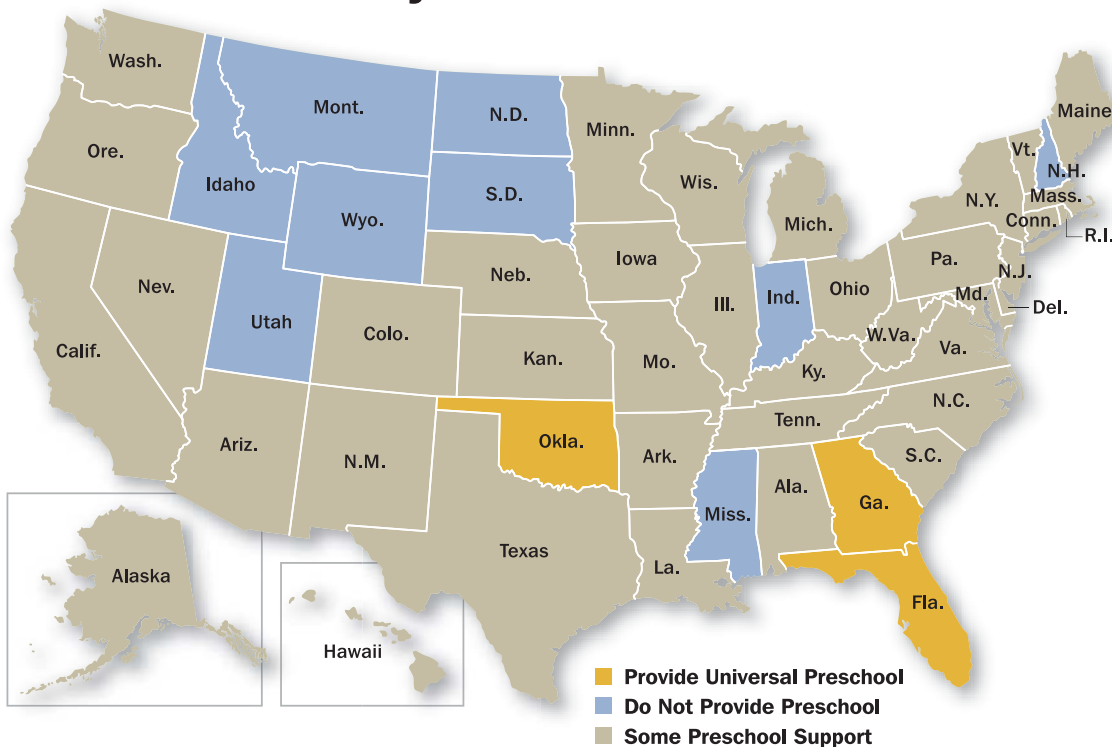 Wash.
Mont.
N.D.
Minn.
Maine
Ore.
Idaho
Wyo.
S.D.
Wis.
Mich.
N.Y.
Vt.
N.H.
Mass.
Conn.
R.I.
Nev.
Utah
Colo.
Neb.
Iowa
Ill.
Ind.
Ohio
Pa.
N.J.
Md.
Del.
Calif.
Kan.
Mo.
Ky.
W.Va.
Va.
Ariz.
N.M.
Okla.
Ark.
Tenn.
N.C.
S.C.
Texas
La.
Miss.
Ala.
Ga.
Fla.
Alaska
Hawaii
Provide Universal Preschool
Do Not Provide Preschool
Some Preschool Support